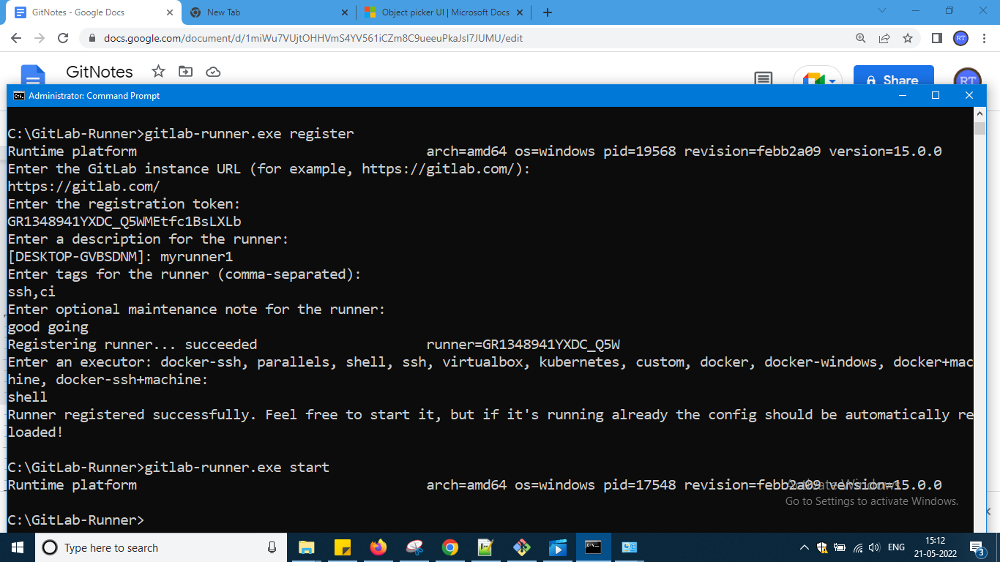 GitNotes - Google Docs
New Tab
Object picker UI | Microsoft Docs
docs.google.com/document/d/1miWu7VUjtOHHVmS4YV561iCZm8C9ueeuPkaJsI7JUMU/edit
RT
GitNotes
Share
RT
Administrator: Command Prompt
C:\GitLab-Runner>gitlab-runner.exe register
Runtime platform arch=amd64 os=windows pid=19568 revision=febb2a09 version=15.0.0
Enter the GitLab instance URL (for example, https://gitlab.com/):
https://gitlab.com/
Enter the registration token:
GR1348941YXDC_Q5WMEtfc1BsLXLb
Enter a description for the runner:
[DESKTOP-GVBSDNM]: myrunner1
Enter tags for the runner (comma-separated):
ssh,ci
Enter optional maintenance note for the runner:
good going
Registering runner... succeeded runner=GR1348941YXDC_Q5W
Enter an executor: docker-ssh, parallels, shell, ssh, virtualbox, kubernetes, custom, docker, docker-windows, docker+mac
hine, docker-ssh+machine:
shell
Runner registered successfully. Feel free to start it, but if it's running already the config should be automatically re
loaded!
C:\GitLab-Runner>gitlab-runner.exe start
Runtime platform arch=amd64 os=windows pid=17548 revision=febb2a09 version=15.0.0
Activate Windows
Go to Settings to activate Windows.
C:\GitLab-Runner>
Type here to search
ENG
15:12
21-05-2022
3